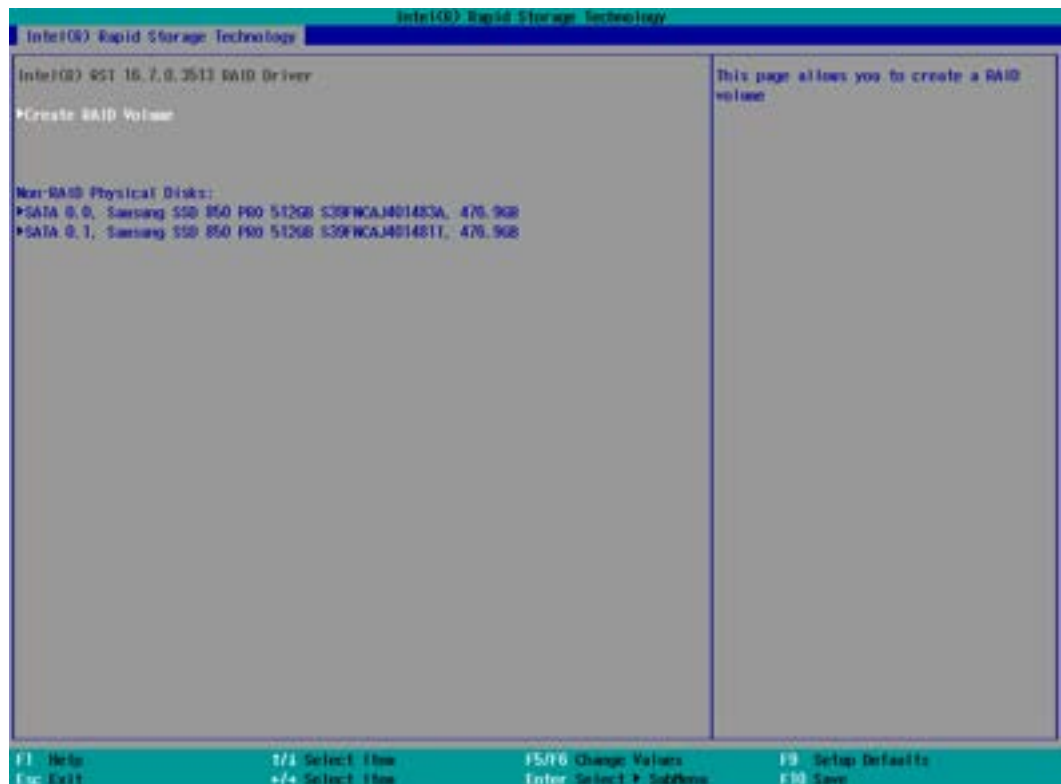 Intel(R) Rapid Storage Technology
Intel(R) Rapid Storage Technology
Intel(R) RST 16.7.0.3513 RAID Driver
This page allows you to create a RAID
volume
▶Create RAID Volume
Non-RAID Physical Disks:
▶SATA 0.0, Samsung SSD 850 PRO 512GB S39FNCAJ401483A, 476.9GB
▶SATA 0.1, Samsung SSD 850 PRO 512GB S39FNCAJ401481T, 476.9GB
F1 Help ↑/↓ Select Item F5/F6 Change Values F9 Setup Defaults
Esc Exit Select Item Enter Select ▶ SubMenu F10 Save